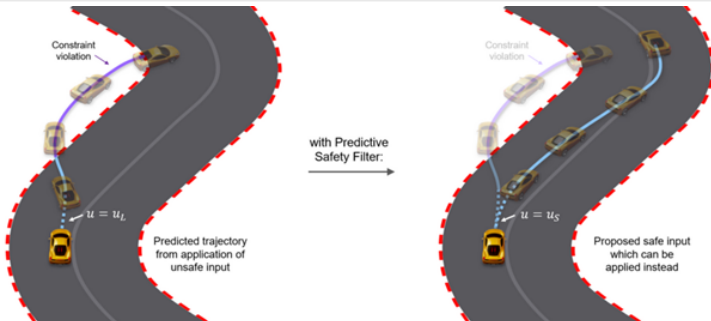 Constraint
violation
u = u_L
Predicted trajectory
from application of
unsafe input
with Predictive
Safety Filter:
Constraint
violation
u = u_S
Proposed safe input
which can be
applied instead